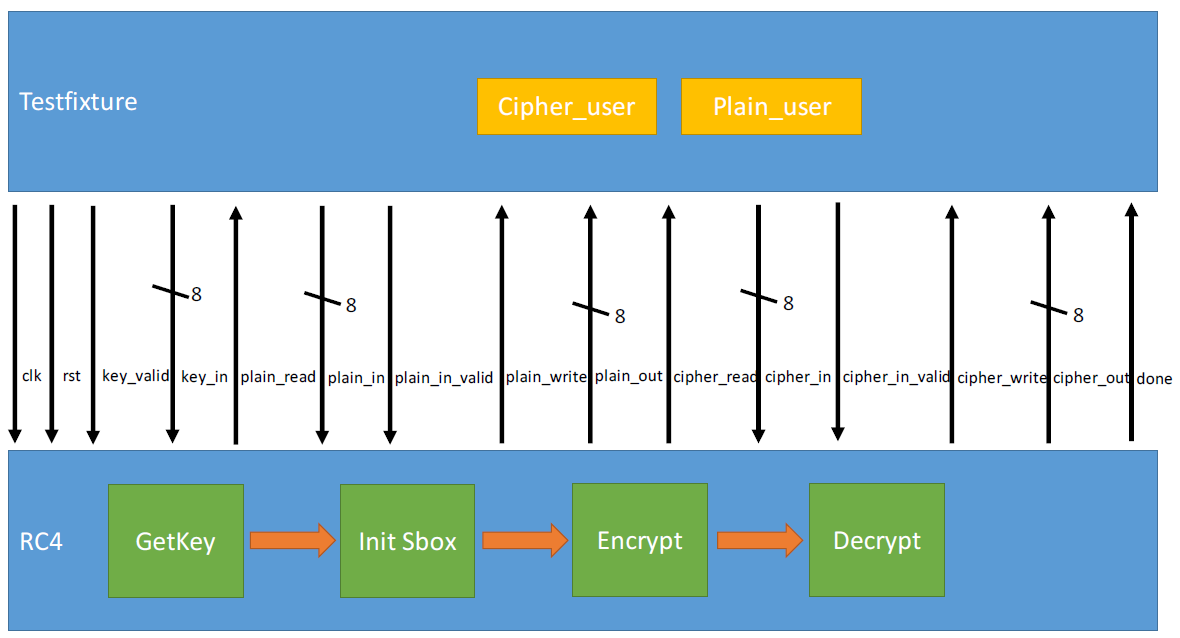 Testfixture
Cipher_user
Plain_user
8
8
8
8
8
clk
rst
key_valid
key_in
plain_read
plain_in
plain_in_valid
plain_write
plain_out
cipher_read
cipher_in
cipher_in_valid
cipher_write
cipher_out
done
RC4
GetKey
Init Sbox
Encrypt
Decrypt